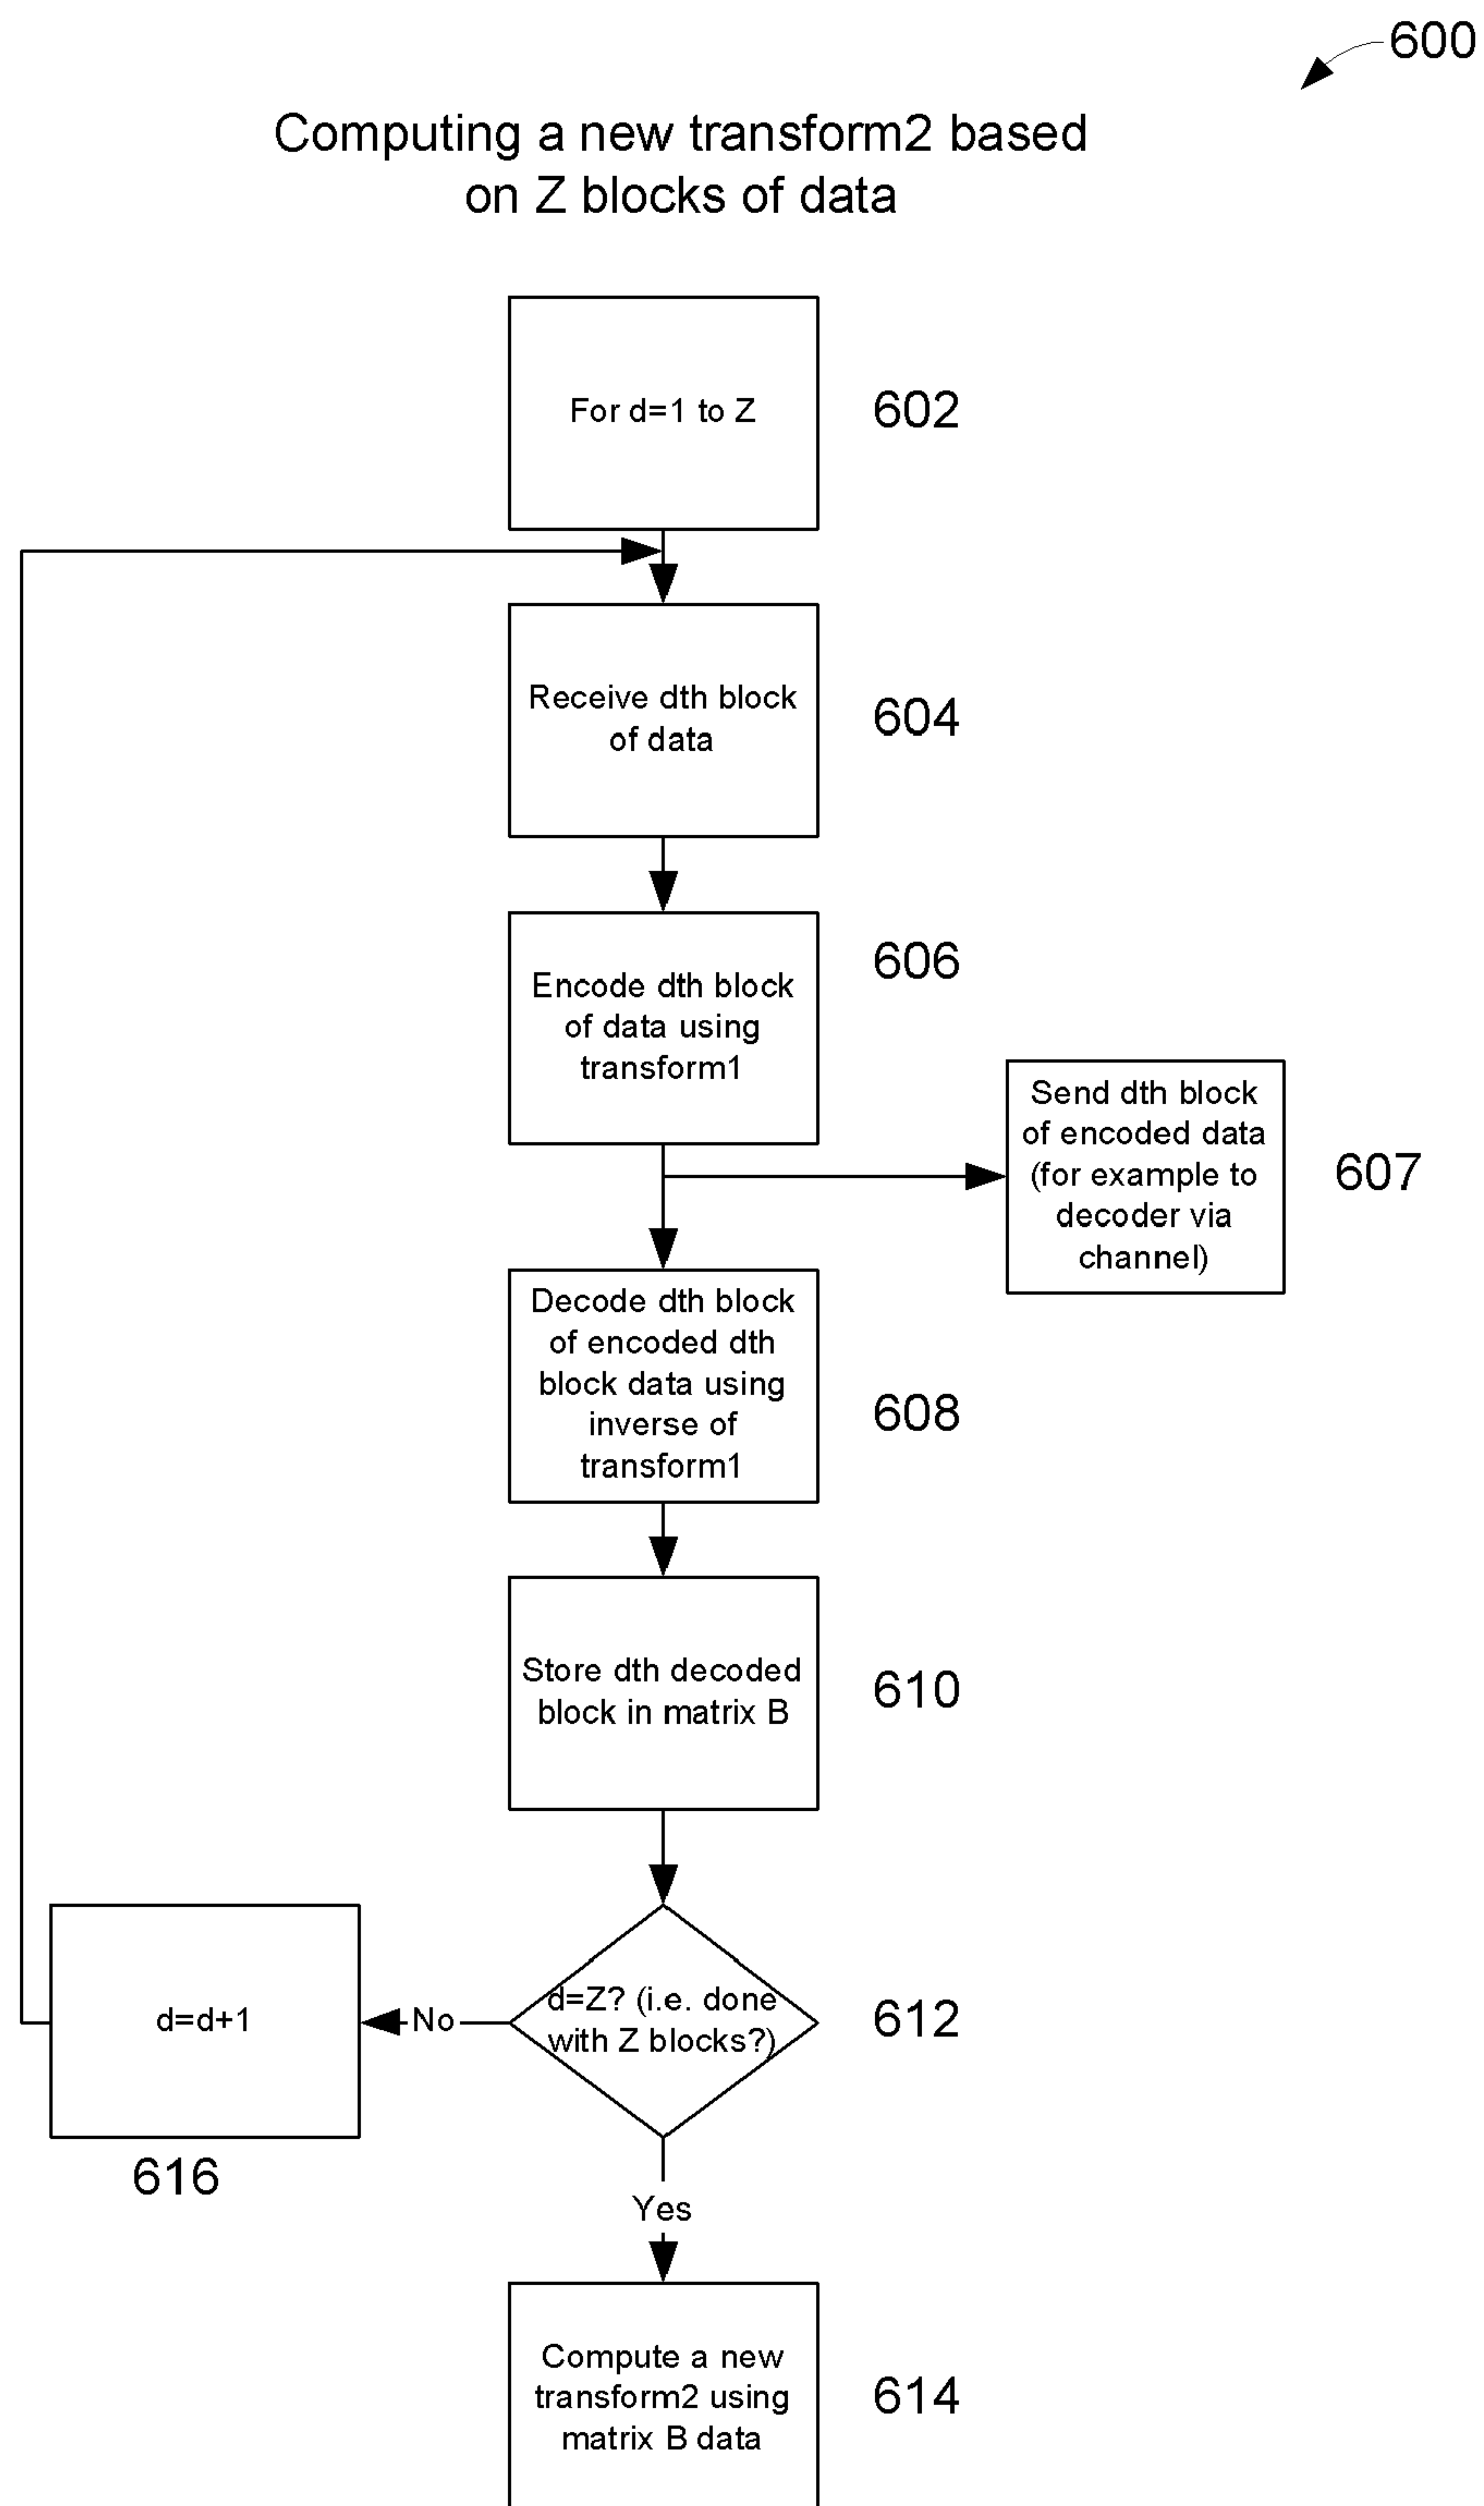 600
Computing a new transform2 based
on Z blocks of data
For d=1 to Z
602
Receive dth block
of data
604
Encode dth block
of data using
transform1
606
Send dth block
of encoded data
(for example to
decoder via
channel)
607
Decode dth block
of encoded dth
block data using
inverse of
transform1
608
Store dth decoded
block in matrix B
610
d=Z? (i.e. done
with Z blocks?)
612
No
d=d+1
616
Yes
Compute a new
transform2 using
matrix B data
614